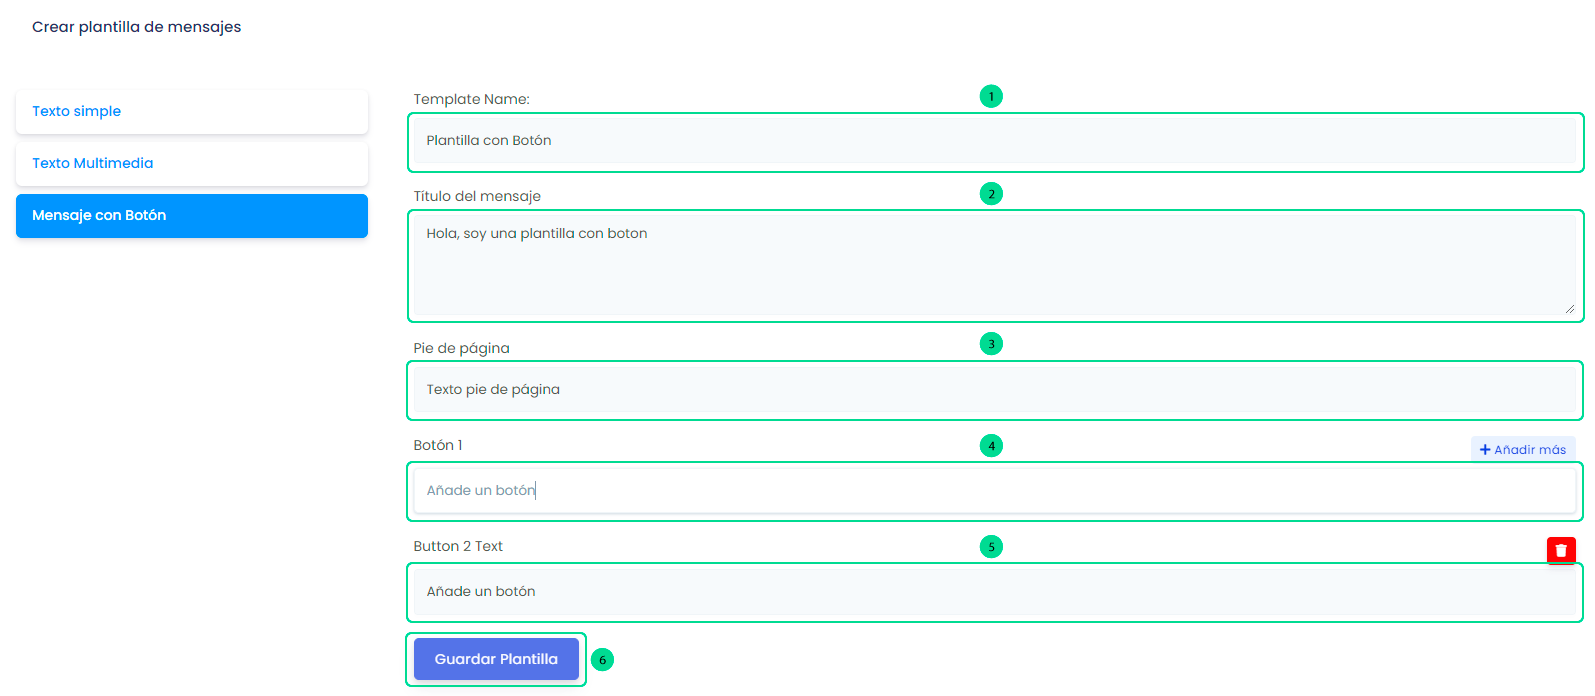 Crear plantilla de mensajes
Texto simple
Texto Multimedia
Mensaje con Botón
Template Name:
1
Plantilla con Botón
Título del mensaje
2
Hola, soy una plantilla con boton
Pie de página
3
Texto pie de página
Botón 1
4
Añadir más
Añade un botón
Button 2 Text
5
Añade un botón
Guardar Plantilla
6